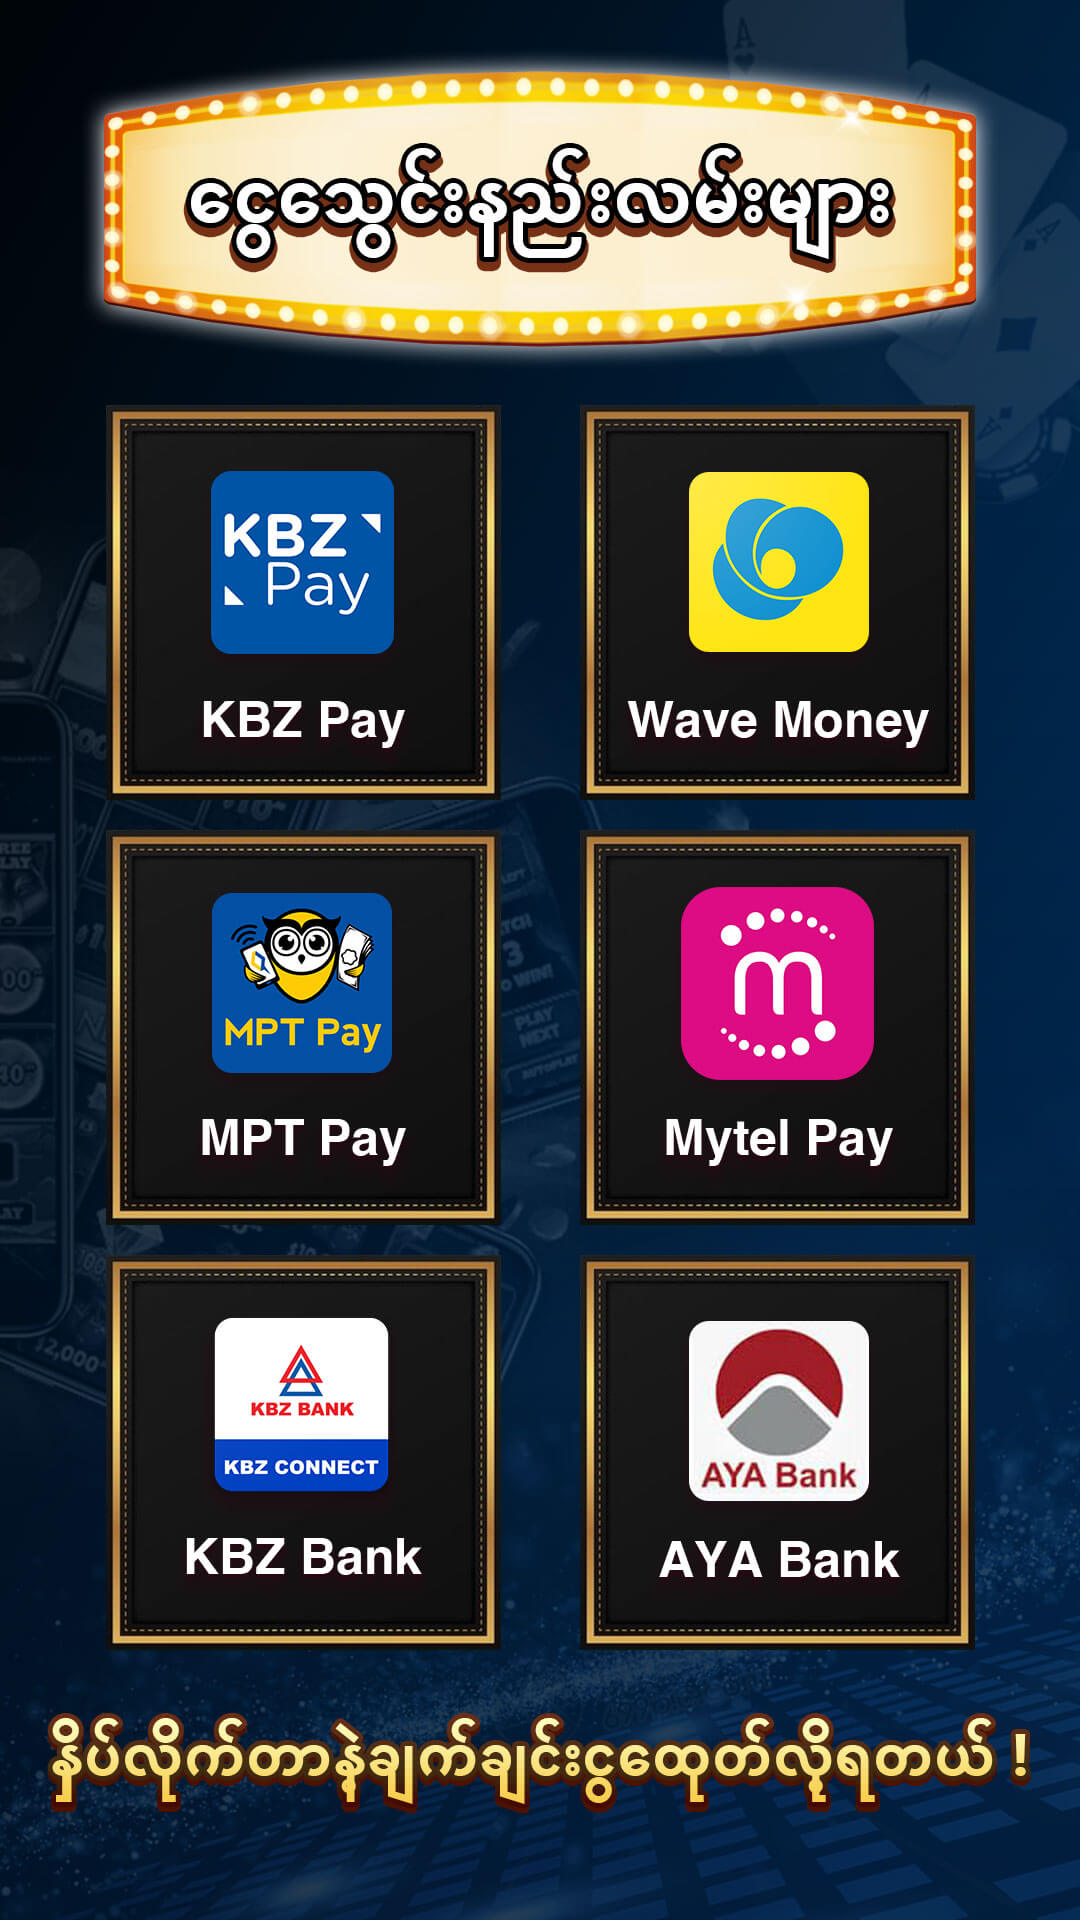 ငွေသွင်းနည်းလမ်းများ
KBZ
Pay
KBZ Pay
Wave Money
MPT Pay
MPT Pay
m
Mytel Pay
KBZ BANK
KBZ CONNECT
KBZ Bank
AYA Bank
AYA Bank
နှိပ်လိုက်တာနဲ့ချက်ချင်းငွေထုတ်လို့ရတယ် !